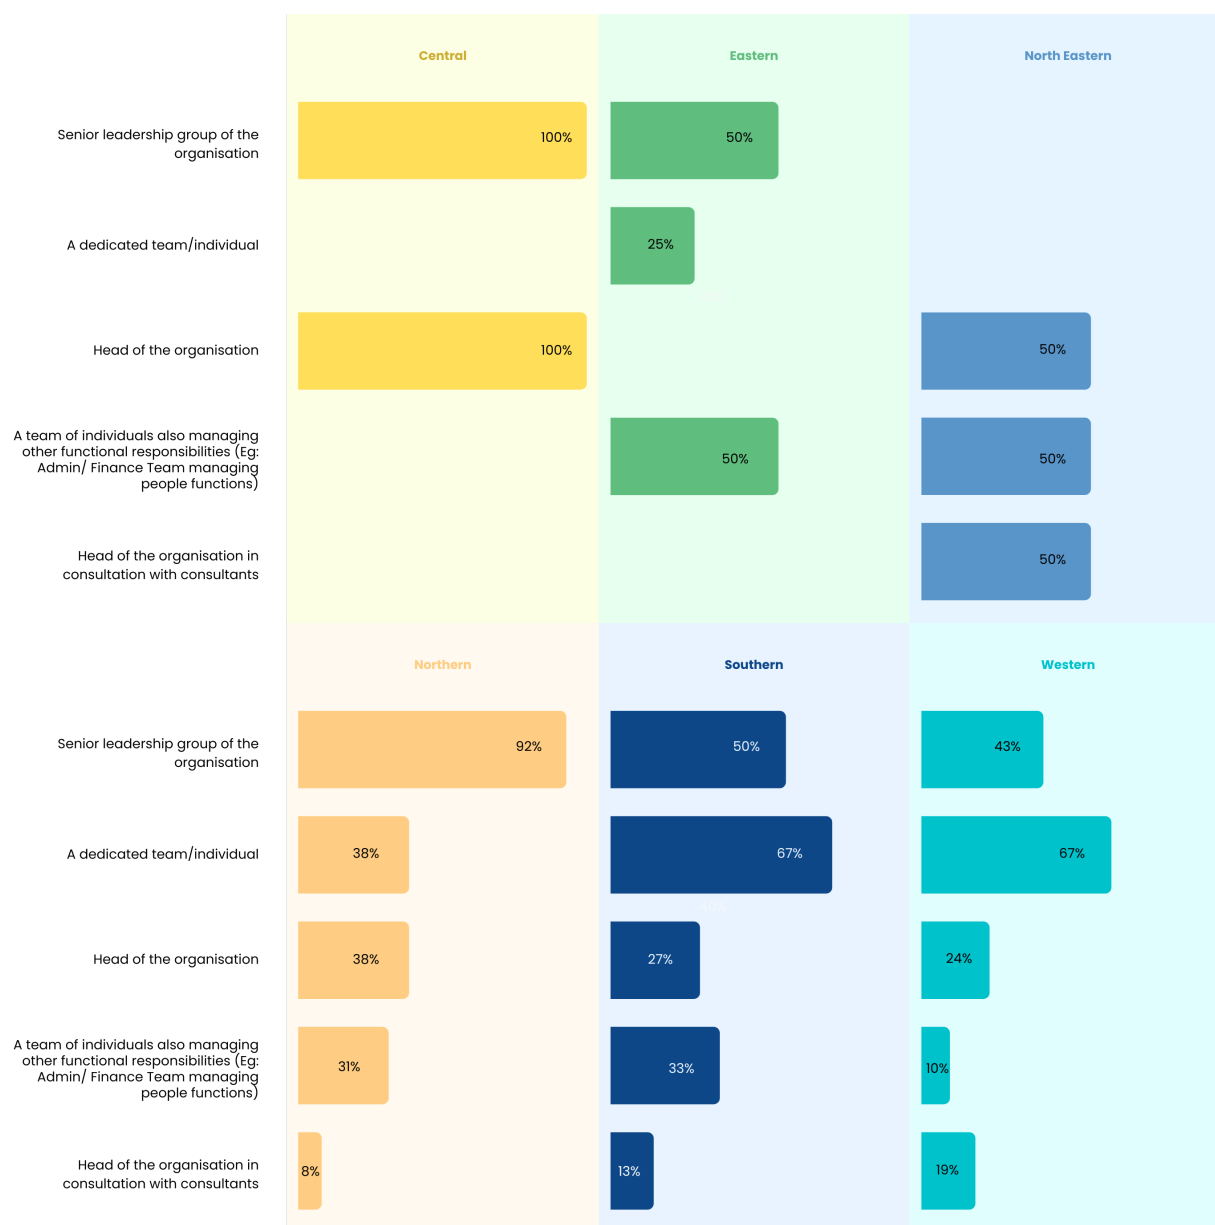 Central
Eastern
North Eastern
Senior leadership group of the
organisation
100%
50%
A dedicated team/individual
25%
Head of the organisation
100%
50%
A team of individuals also managing
other functional responsibilities (Eg:
Admin/ Finance Team managing
people functions)
50%
50%
Head of the organisation in
consultation with consultants
50%
Northern
Southern
Western
Senior leadership group of the
organisation
92%
50%
43%
A dedicated team/individual
38%
67%
67%
Head of the organisation
38%
27%
24%
A team of individuals also managing
other functional responsibilities (Eg:
Admin/ Finance Team managing
people functions)
31%
33%
10%
Head of the organisation in
consultation with consultants
8%
13%
19%